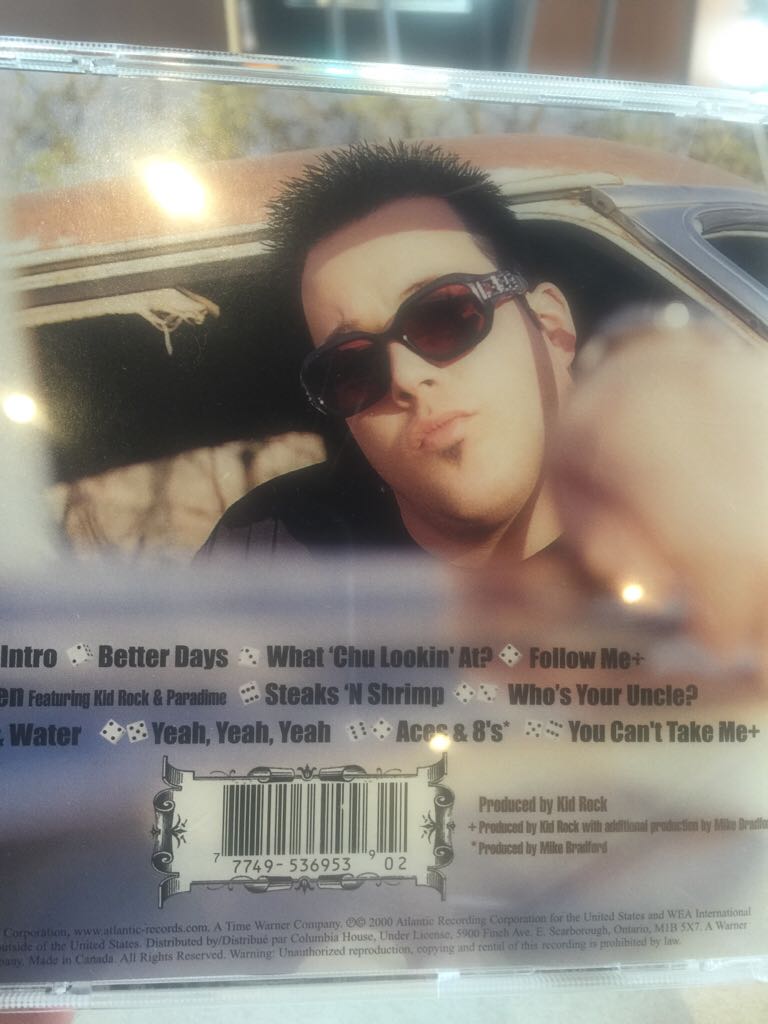 Intro Better Days What 'Chu Lookin' At? Follow Me+
en Featuring Kid Rock & Paradime Steaks 'N Shrimp Who's Your Uncle?
& Water Yeah, Yeah, Yeah Aces & 8's* You Can't Take Me+
7 7749-536953 9 02
Produced by Kid Rock
+ Produced by Kid Rock with additional production by Mike Bradfo
* Produced by Mike Bradford
Corporation, www.atlantic-records.com. A Time Warner Company. ℗© 2000 Atlantic Recording Corporation for the United States and WEA International
outside of the United States. Distributed by/Distribué par Columbia House, Under License, 5900 Finch Ave. E. Scarborough, Ontario, M1B 5X7. A Warner
pany. Made in Canada. All Rights Reserved. Warning: Unauthorized reproduction, copying and rental of this recording is prohibited by law.